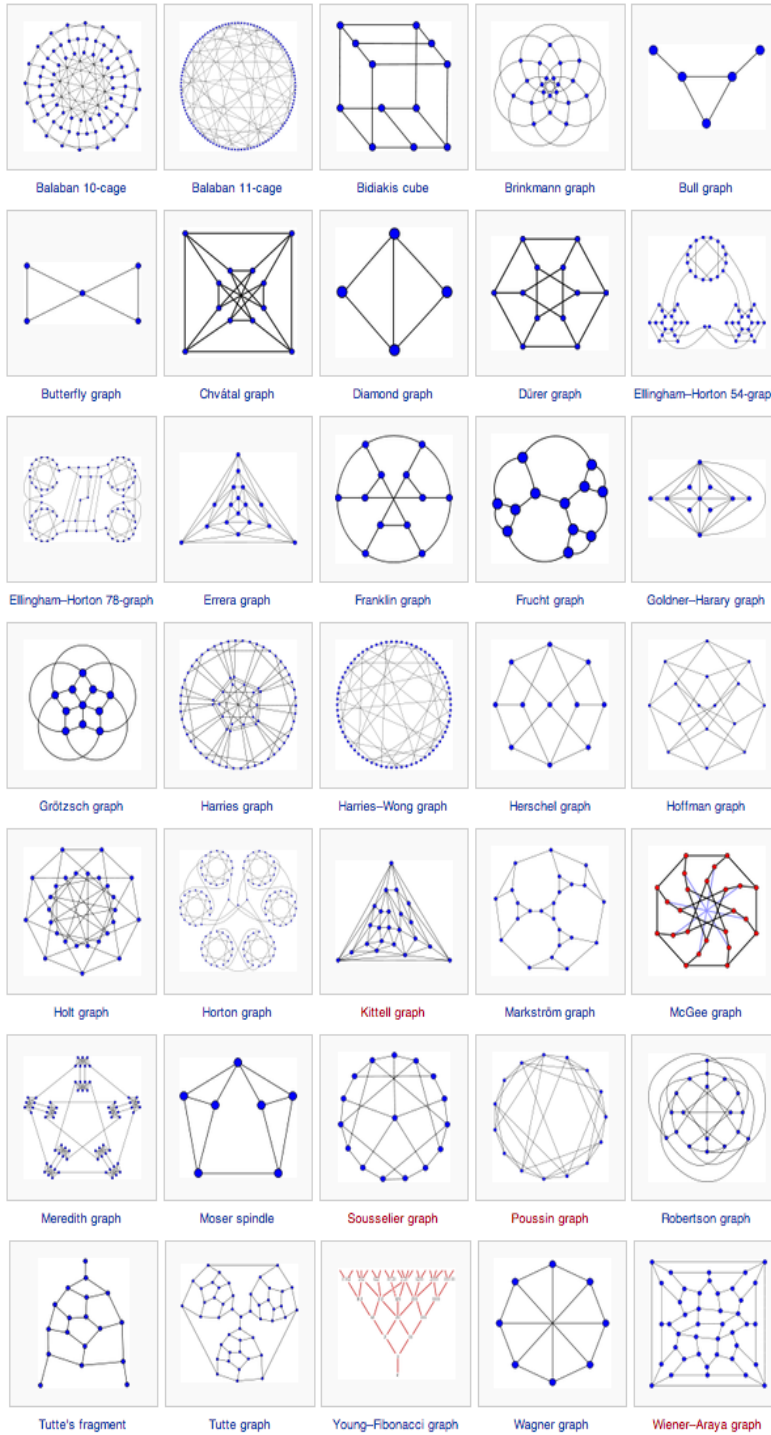 Balaban 10-cage
Balaban 11-cage
Bidiakis cube
Brinkmann graph
Bull graph
Butterfly graph
Chvátal graph
Diamond graph
Dürer graph
Ellingham–Horton 54-grap
Ellingham–Horton 78-graph
Errera graph
Franklin graph
Frucht graph
Goldner–Harary graph
Grötzsch graph
Harries graph
Harries–Wong graph
Herschel graph
Hoffman graph
Holt graph
Horton graph
Kittell graph
Markström graph
McGee graph
Meredith graph
Moser spindle
Sousselier graph
Poussin graph
Robertson graph
Tutte's fragment
Tutte graph
Young–Fibonacci graph
Wagner graph
Wiener–Araya graph